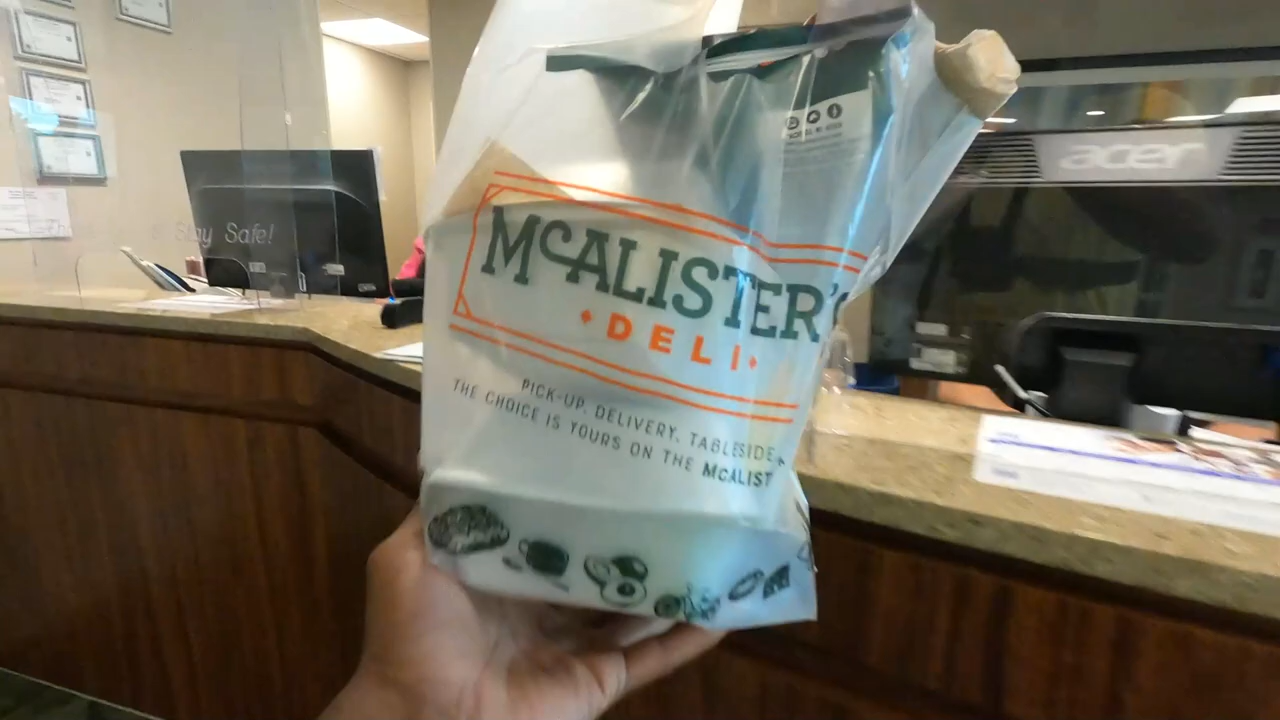 Stay Safe!
acer
McALISTER'S
DELI
PICK-UP, DELIVERY, TABLESIDE,
THE CHOICE IS YOURS ON THE McALIST